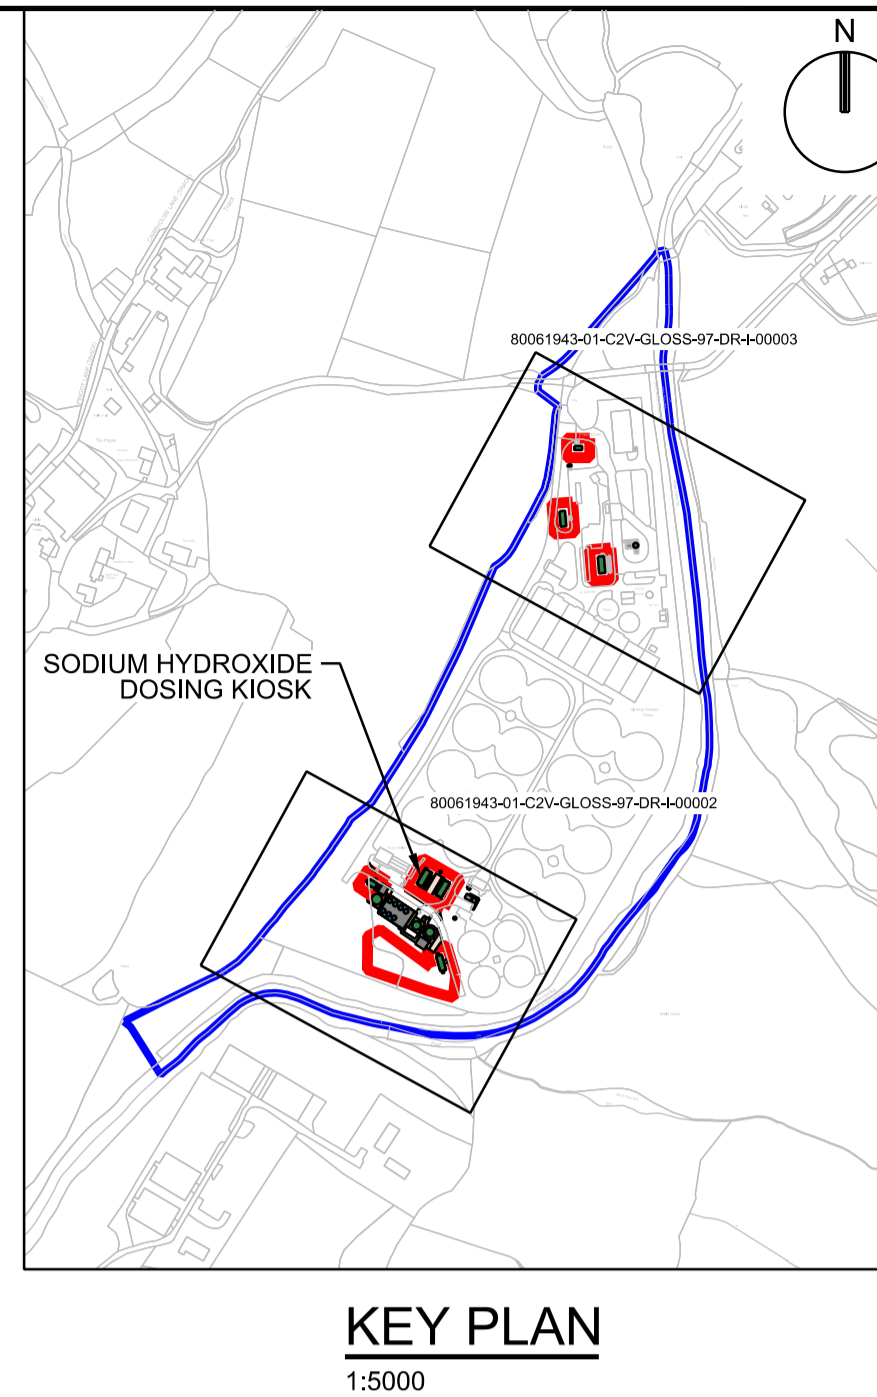 N
80061943-01-C2V-GLOSS-97-DR-I-00003
SODIUM HYDROXIDE
DOSING KIOSK
80061943-01-C2V-GLOSS-97-DR-I-00002
KEY PLAN
1:5000